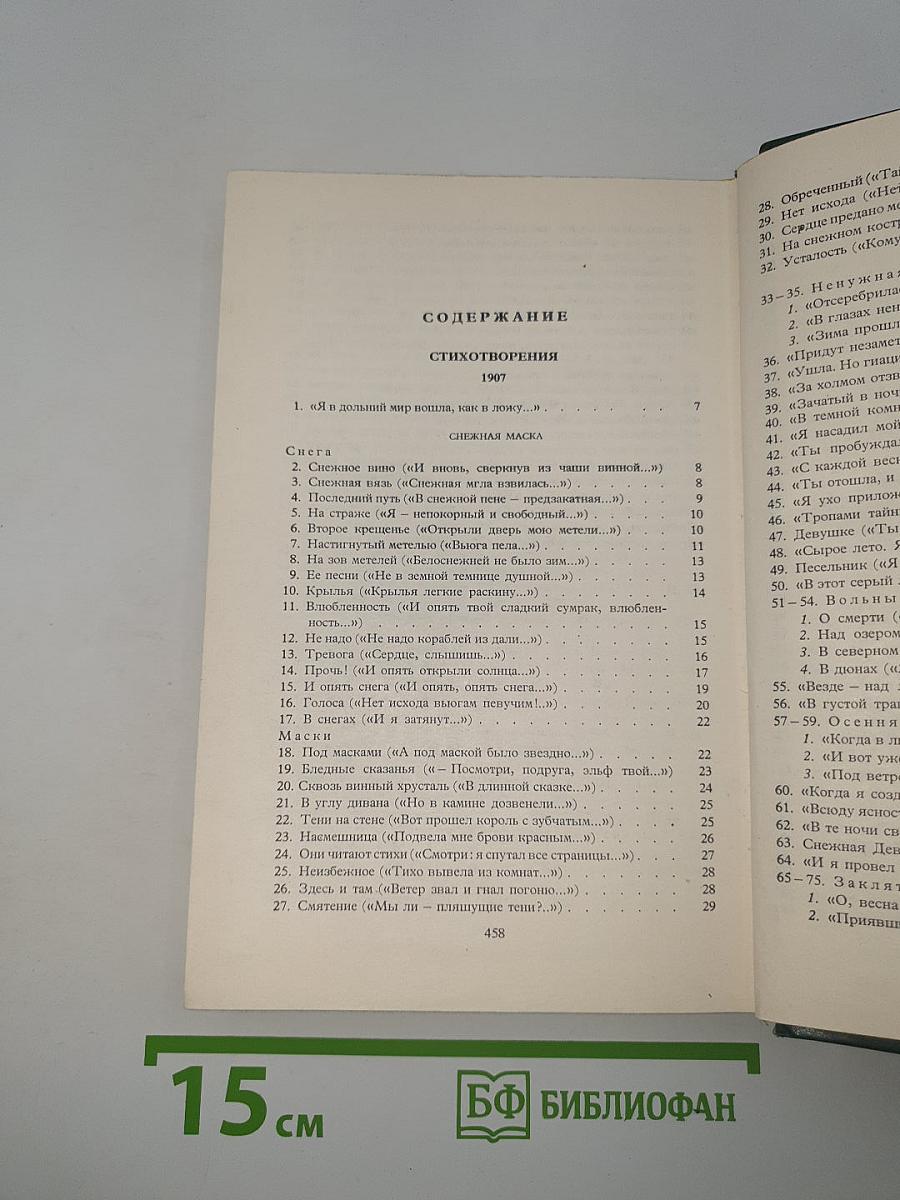 СОДЕРЖАНИЕ
СТИХОТВОРЕНИЯ
1907
1. «Я в дольний мир вошла, как в ложу...» . . . . . . . 7
СНЕЖНАЯ МАСКА
Снега
2. Снежное вино («И вновь, сверкнув из чаши винной...») 8
3. Снежная вязь («Снежная мгла взвилась...») . . . . . . 8
4. Последний путь («В снежной пене – предзакатная...») . . 9
5. На страже («Я – непокорный и свободный...») . . . . . 10
6. Второе крещенье («Открыли дверь мою метели...») . . . 10
7. Настигнутый метелью («Вьюга пела...») . . . . . . . 11
8. На зов метелей («Белоснежней не было зим...») . . . . . 13
9. Ее песни («Не в земной темнице душной...») . . . . . . 13
10. Крылья («Крылья легкие раскину...») . . . . . . . 14
11. Влюбленность («И опять твой сладкий сумрак, влюблен-
ность...») . . . . . . . . . . . . . . . 15
12. Не надо («Не надо кораблей из дали...») . . . . . . . 15
13. Тревога («Сердце, слышишь...») . . . . . . . . . 16
14. Прочь! («И опять открыли солнца...») . . . . . . . 17
15. И опять снега («И опять, опять снега...») . . . . . . 19
16. Голоса («Нет исхода вьюгам певучим!..») . . . . . . 20
17. В снегах («И я затянут...») . . . . . . . . . . 22
Маски
18. Под масками («А под маской было звездно...») . . . . . 22
19. Бледные сказанья («– Посмотри, подруга, эльф твой...») 23
20. Сквозь винный хрусталь («В длинной сказке...») . . . . . 24
21. В углу дивана («Но в камине дозвенели...») . . . . . . 25
22. Тени на стене («Вот прошел король с зубчатым...») . . . . 25
23. Насмешница («Подвела мне брови красным...») . . . . . 26
24. Они читают стихи («Смотри: я спутал все страницы...») . . . 27
25. Неизбежное («Тихо вывела из комнат...») . . . . . . 28
26. Здесь и там («Ветер звал и гнал погоню...») . . . . . . 28
27. Смятение («Мы ли – пляшущие тени?..») . . . . . . . 29
458
28. Обреченный («Та
29. Нет исхода («Нет
30. Сердце предано ме
31. На снежном костр
32. Усталость («Кому
33–35. Ненужная
1. «Отсеребрилас
2. «В глазах нен
3. «Зима прошл
36. «Придут незамет
37. «Ушла. Но гиаци
38. «За холмом отзв
39. «Зачатый в ноч
40. «В темной комн
41. «Я насадил мой
42. «Ты пробуждал
43. «С каждой весн
44. «Ты отошла, и
45. «Я ухо прилож
46. «Тропами тайн
47. Девушке («Ты
48. «Сырое лето. Я
49. Песельник («Я
50. «В этот серый
51–54. Вольны
1. О смерти (
2. Над озером
3. В северном
4. В дюнах («
55. «Везде – над
56. «В густой трав
57–59. Осення
1. «Когда в ли
2. «И вот уже
3. «Под ветро
60. «Когда я созд
61. «Всюду ясност
62. «В те ночи св
63. Снежная Дев
64. «И я провел
65–75. Заклят
1. «О, весна
2. «Приявш
15 см
БФ БИБЛИОФАН